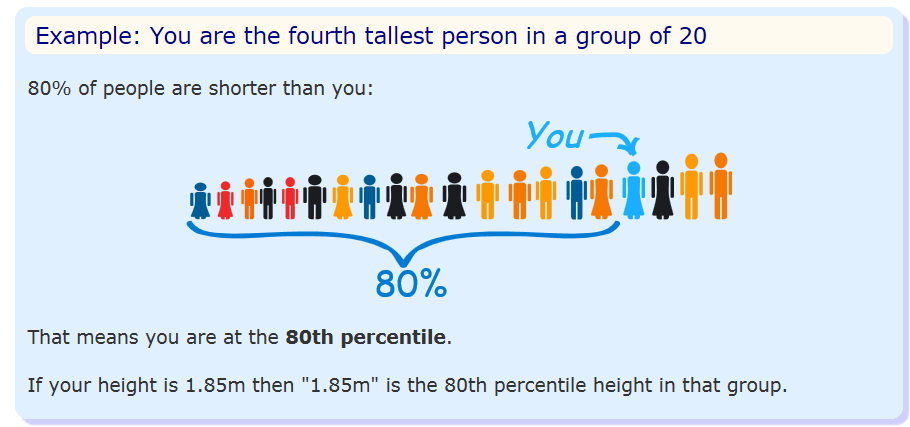 Example: You are the fourth tallest person in a group of 20
80% of people are shorter than you:
You
80%
That means you are at the 80th percentile.
If your height is 1.85m then "1.85m" is the 80th percentile height in that group.